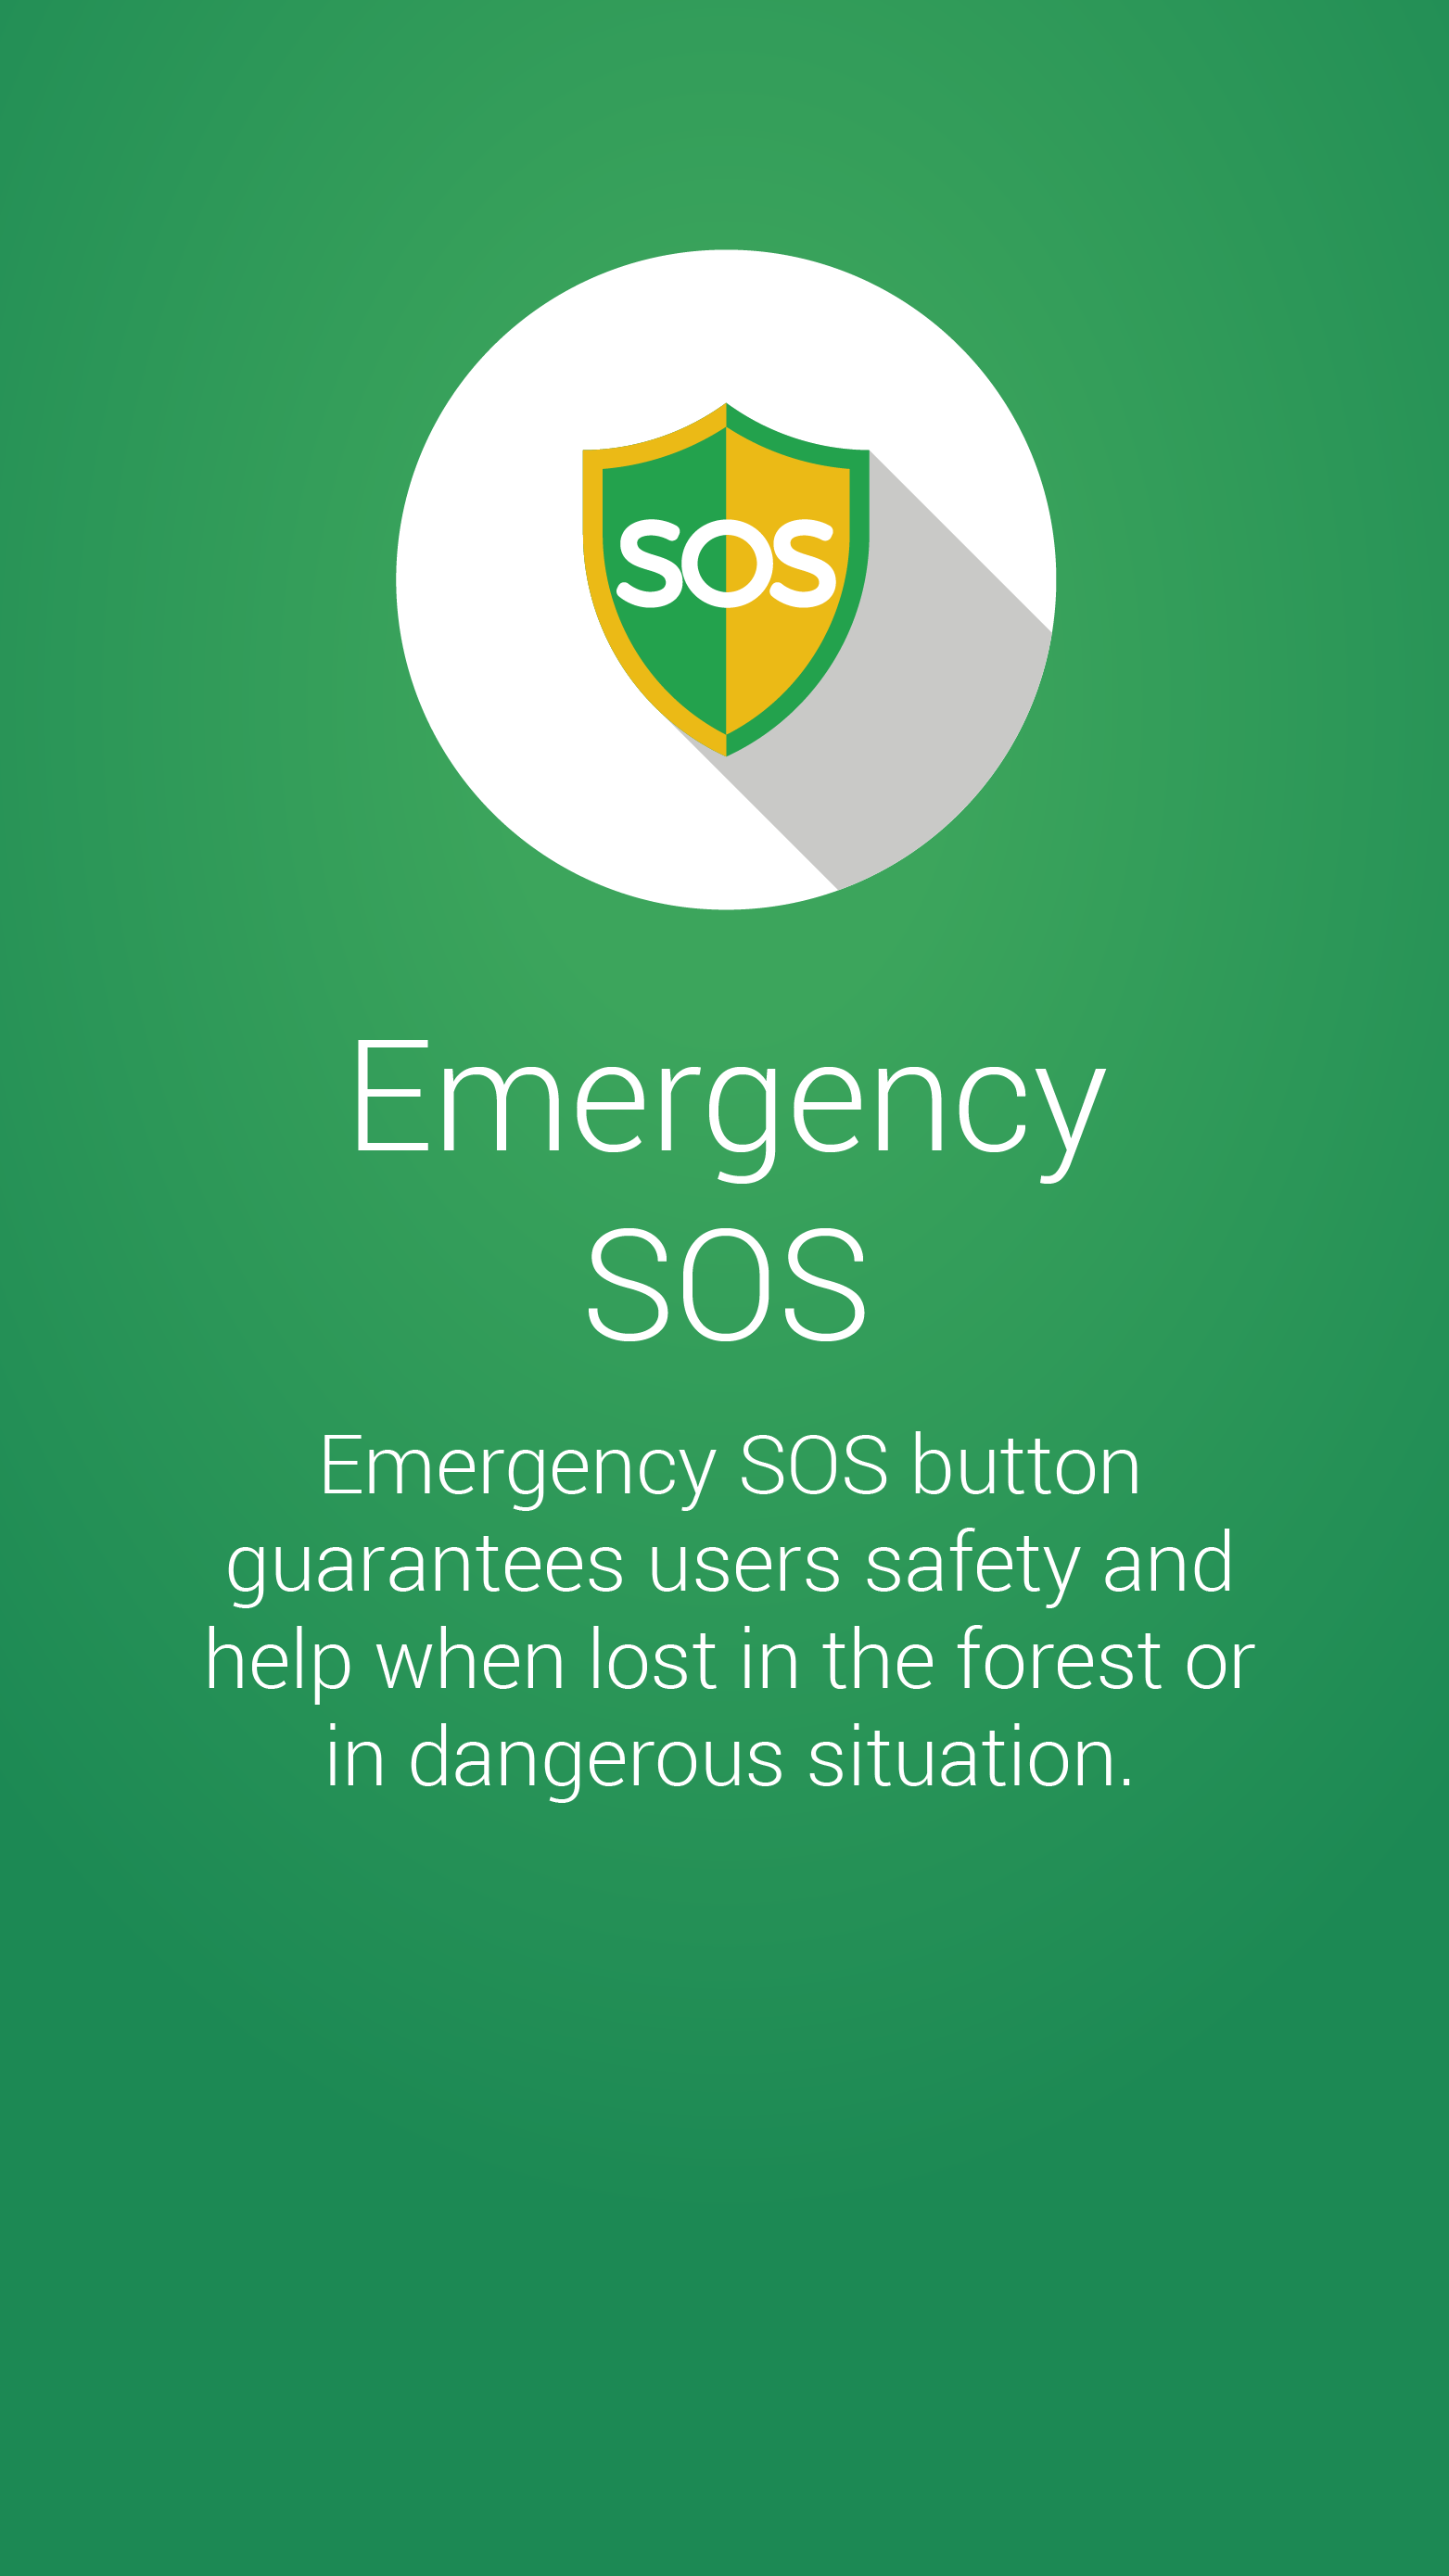 SOS
Emergency
SOS
Emergency SOS button
guarantees users safety and
help when lost in the forest or
in dangerous situation.